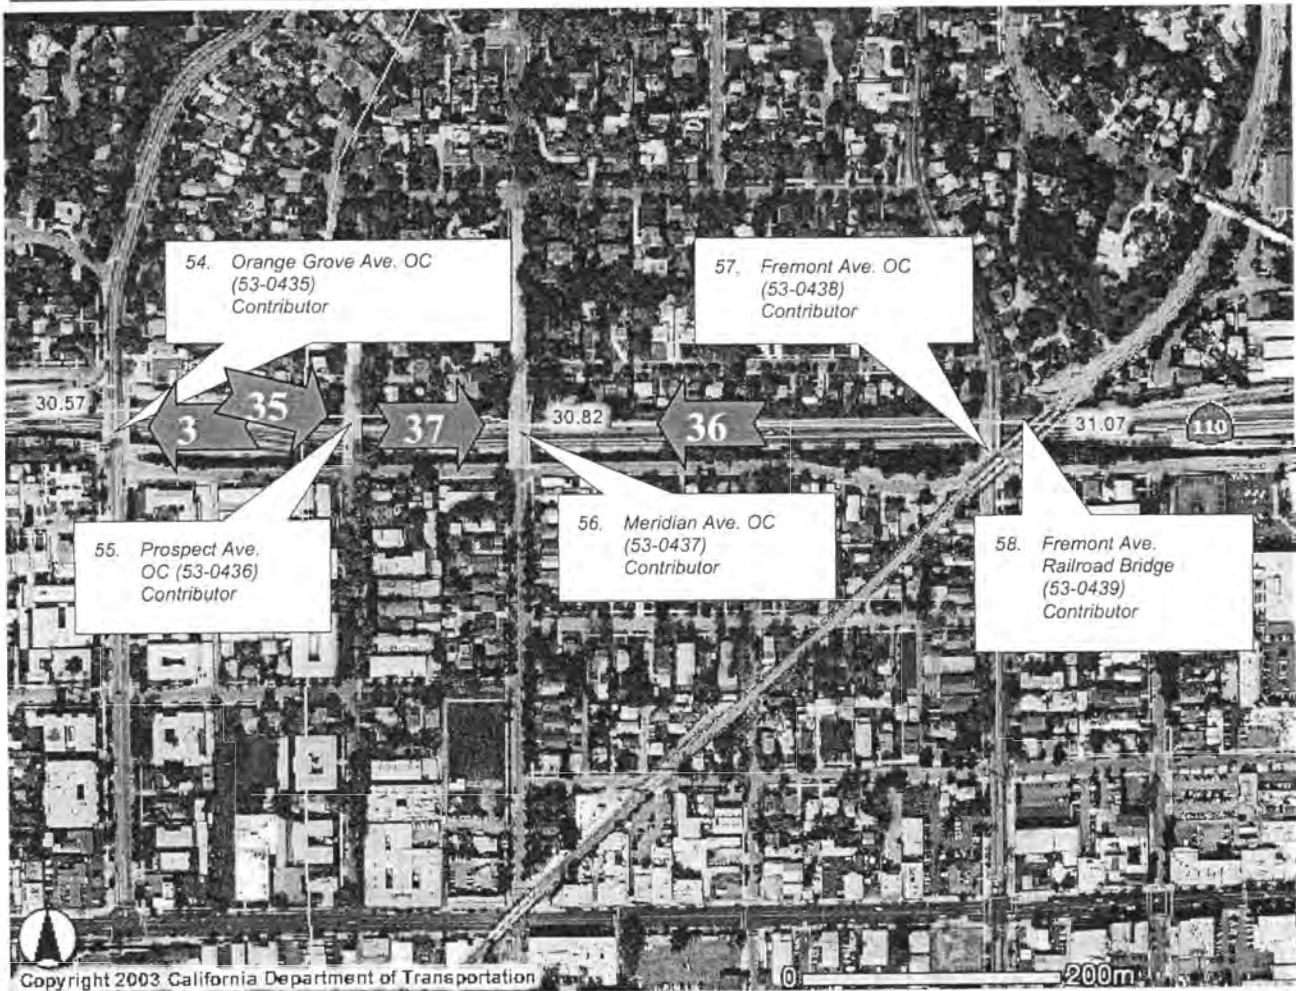 54. Orange Grove Ave. OC
(53-0435)
Contributor
57. Fremont Ave. OC
(53-0438)
Contributor
30.57
3
35
37
30.82
36
31.07
110
55. Prospect Ave.
OC (53-0436)
Contributor
56. Meridian Ave. OC
(53-0437)
Contributor
58. Fremont Ave.
Railroad Bridge
(53-0439)
Contributor
Copyright 2003 California Department of Transportation
0 200m